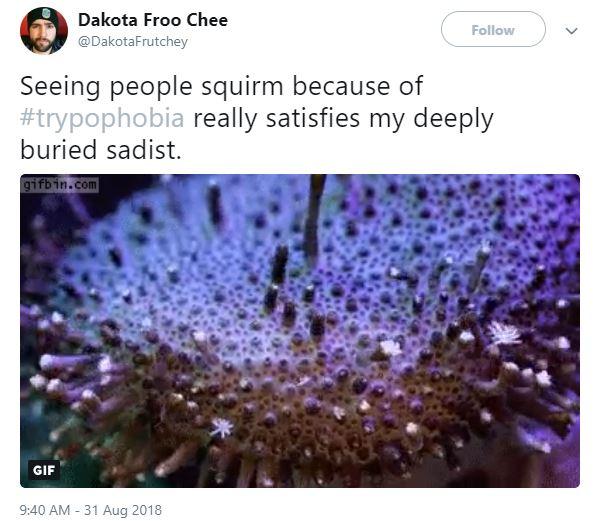 Dakota Froo Chee
@DakotaFrutchey
Follow
Seeing people squirm because of
#trypophobia really satisfies my deeply
buried sadist.
gifbin.com
GIF
9:40 AM - 31 Aug 2018